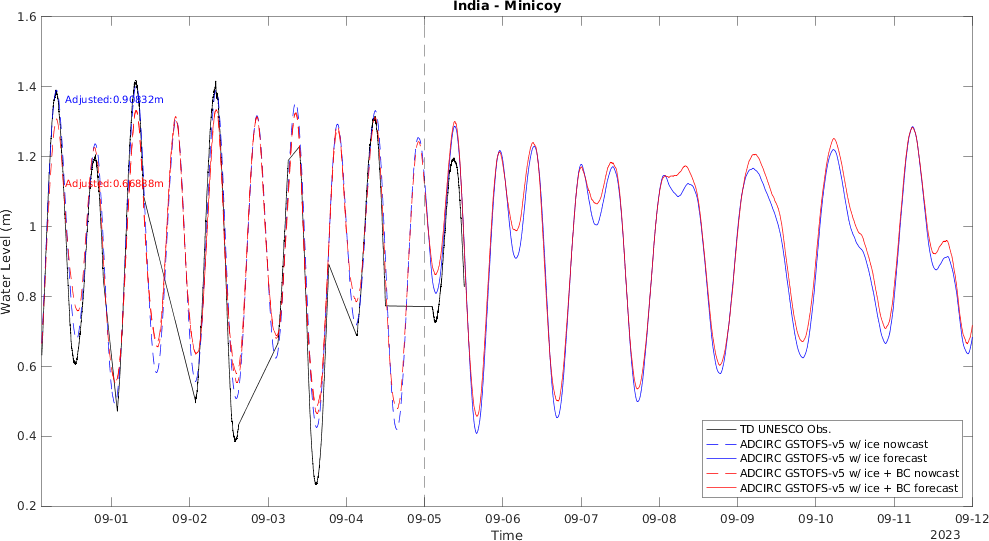 India - Minicoy
1.6
1.4
1.2
1
0.8
0.6
0.4
0.2
Water Level (m)
Adjusted:0.90832m
Adjusted:0.66838m
TD UNESCO Obs.
ADCIRC GSTOFS-v5 w/ ice nowcast
ADCIRC GSTOFS-v5 w/ ice forecast
ADCIRC GSTOFS-v5 w/ ice + BC nowcast
ADCIRC GSTOFS-v5 w/ ice + BC forecast
09-01 09-02 09-03 09-04 09-05 09-06 09-07 09-08 09-09 09-10 09-11 09-12
Time
2023